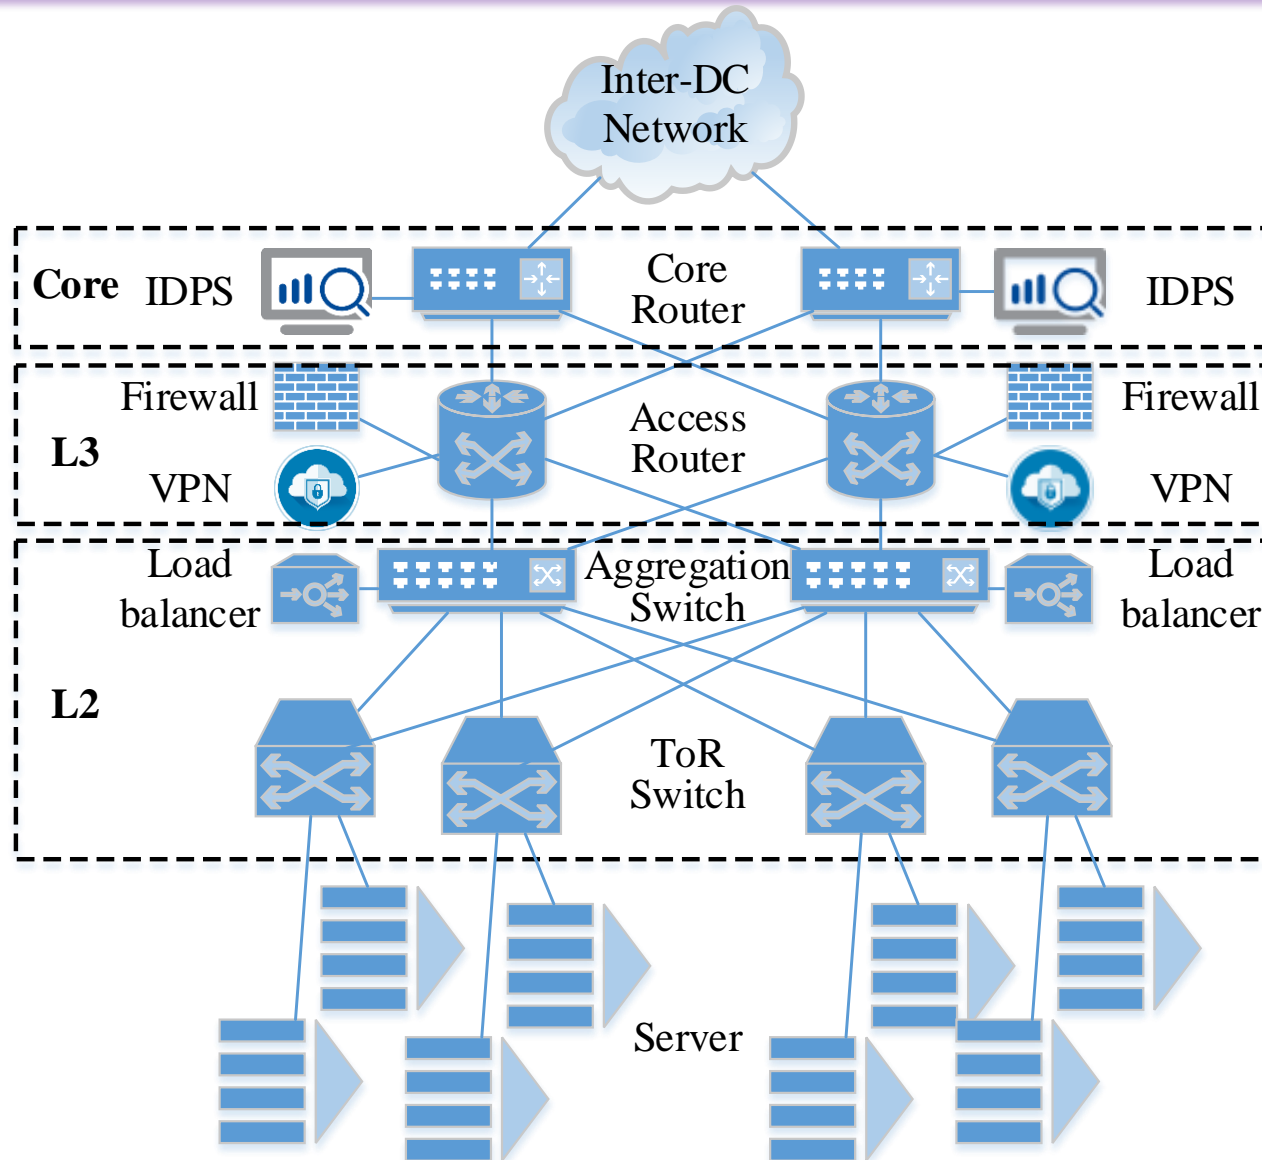 Inter-DC
Network
Core
IDPS
Core
Router
IDPS
Firewall
Firewall
L3
Access
Router
VPN
VPN
Load
balancer
Aggregation
Switch
Load
balancer
L2
ToR
Switch
Server